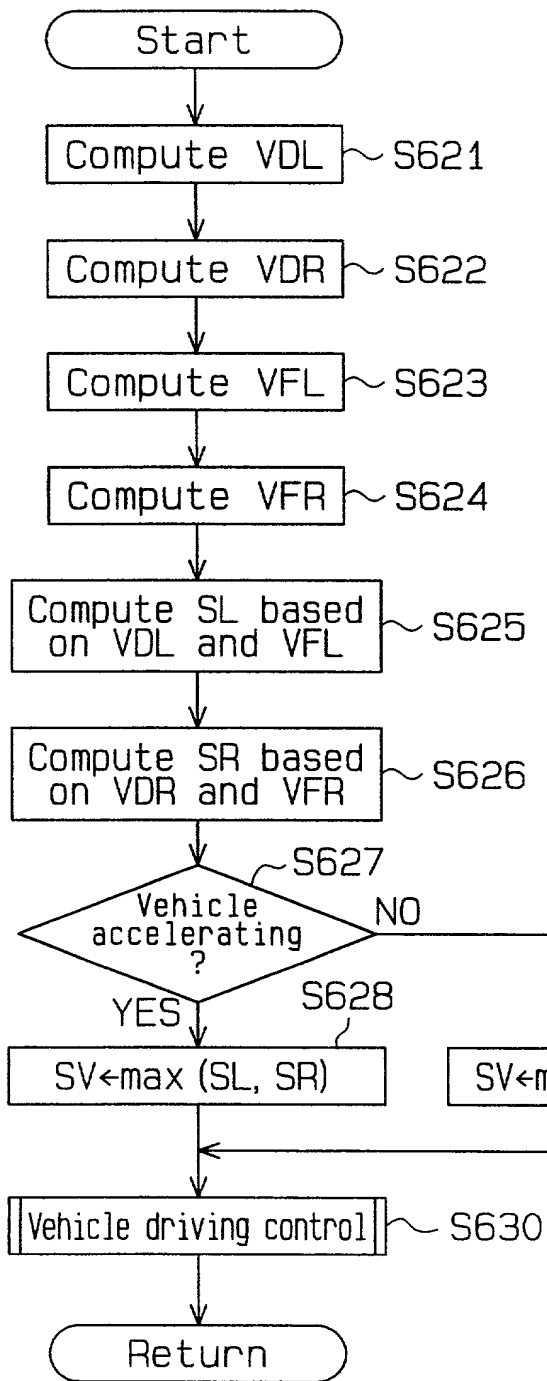 Start
Compute VDL
S621
Compute VDR
S622
Compute VFL
S623
Compute VFR
S624
Compute SL based
on VDL and VFL
S625
Compute SR based
on VDR and VFR
S626
S627
Vehicle
accelerating
?
NO
YES
S628
SV←max (SL, SR)
SV←m
Vehicle driving control
S630
Return